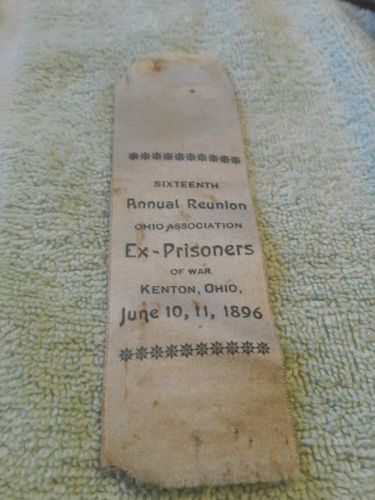 SIXTEENTH
Annual Reunion
OHIO ASSOCIATION
Ex-Prisoners
OF WAR
KENTON, OHIO,
June 10, 11, 1896